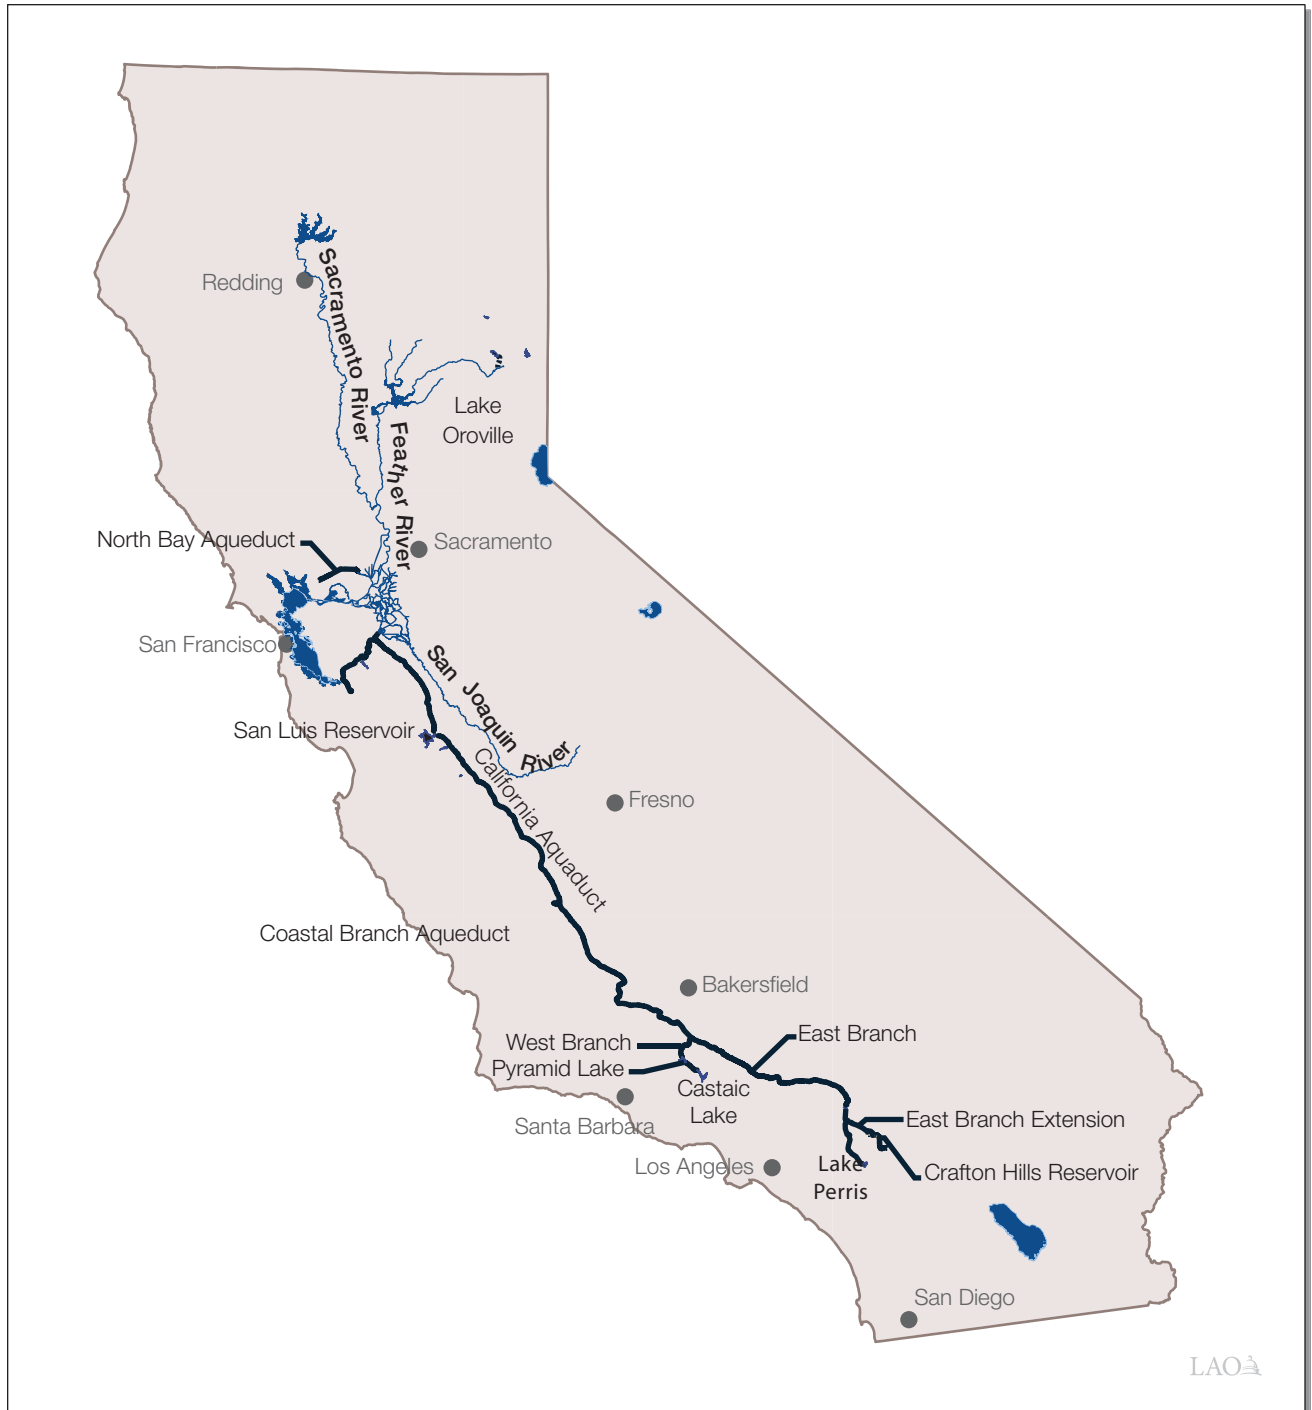 Redding
Sacramento River
Lake
Oroville
Feather River
North Bay Aqueduct
Sacramento
San Francisco
San Joaquin River
San Luis Reservoir
California Aquaduct
Fresno
Coastal Branch Aqueduct
Bakersfield
West Branch
East Branch
Pyramid Lake
Castaic
Lake
Santa Barbara
East Branch Extension
Los Angeles
Lake
Perris
Crafton Hills Reservoir
San Diego
LAO